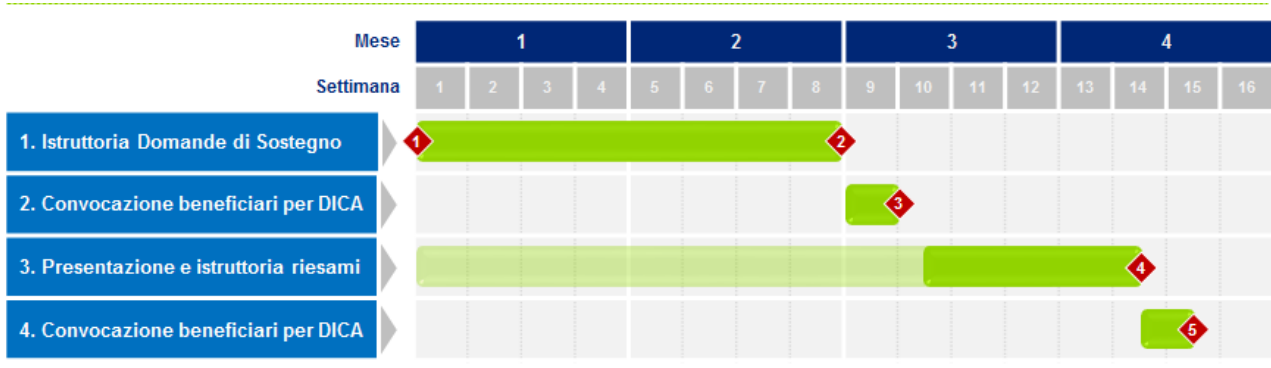 Mese 1 2 3 4
Settimana 1 2 3 4 5 6 7 8 9 10 11 12 13 14 15 16
1. Istruttoria Domande di Sostegno 1 2
2. Convocazione beneficiari per DICA 3
3. Presentazione e istruttoria riesami 4
4. Convocazione beneficiari per DICA 5